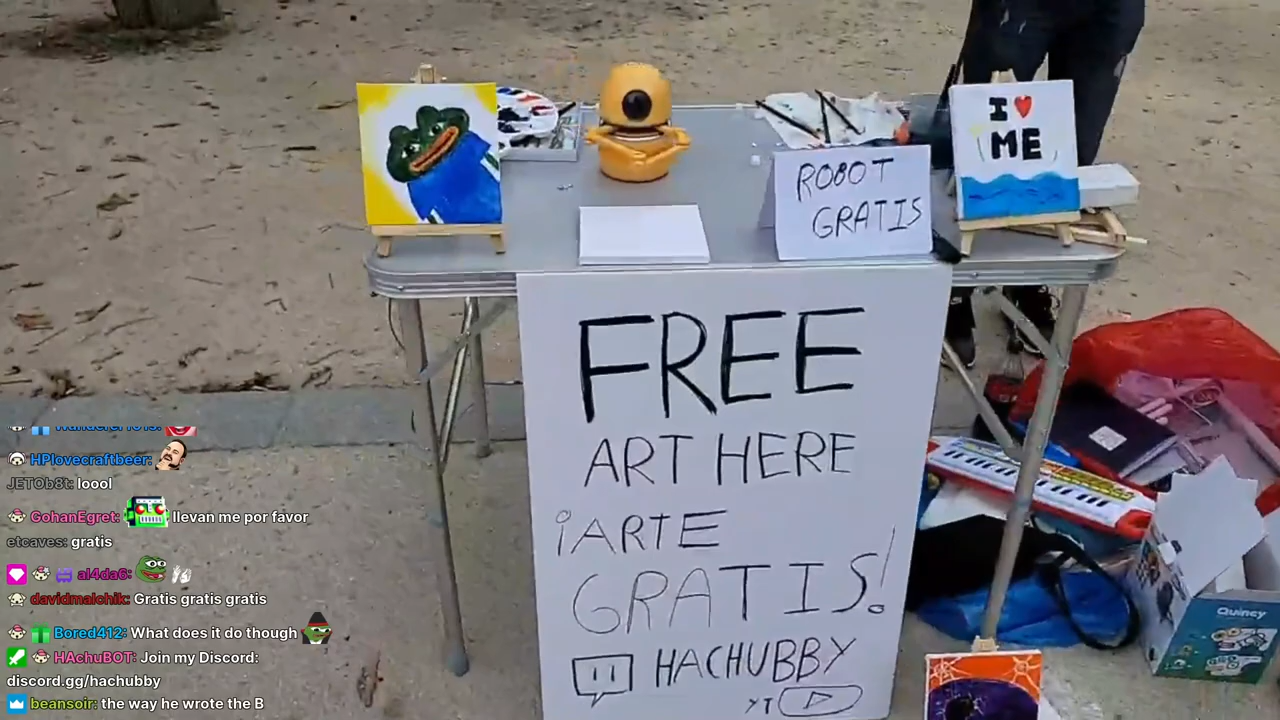 I ❤ ME
ROBOT
GRATIS
FREE
ART HERE
¡ARTE
GRATIS!
HACHUBBY
YT
Quincy
HPlovecraftbeer:
JETOb8t: loool
GohanEgret: llevan me por favor
etcaves: gratis
al4da6:
davidmaichik: Gratis gratis gratis
Bored412: What does it do though
HAchuBOT: Join my Discord:
discord.gg/hachubby
beansoir: the way he wrote the B